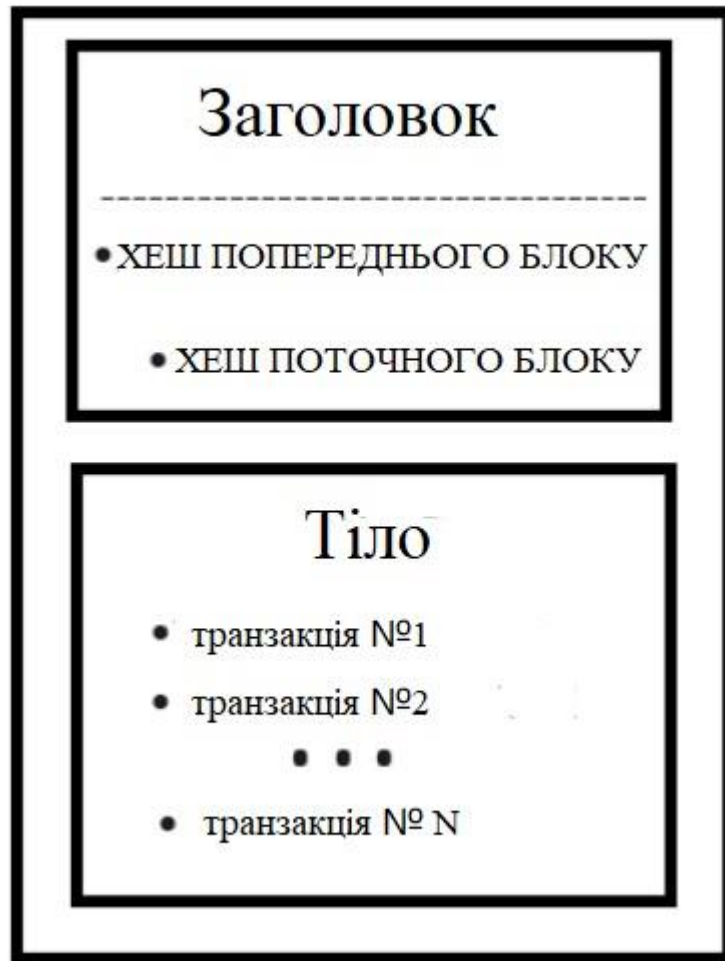 Заголовок
• ХЕШ ПОПЕРЕДНЬОГО БЛОКУ
• ХЕШ ПОТОЧНОГО БЛОКУ
Тіло
• транзакція №1
• транзакція №2
• • •
• транзакція № N